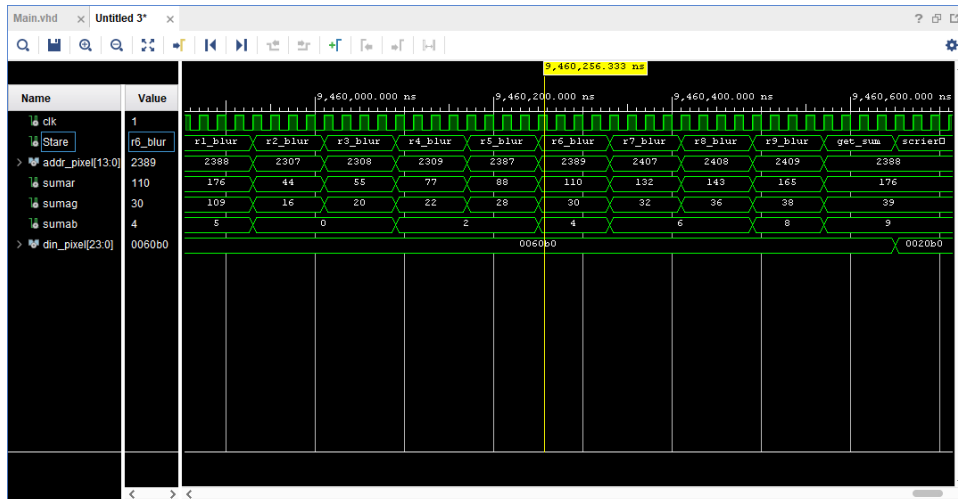 Main.vhd × Untitled 3* ×
9,460,256.333 ns
Name Value
9,460,000.000 ns 9,460,200.000 ns 9,460,400.000 ns 9,460,600.000 ns
clk 1
Stare r6_blur r1_blur r2_blur r3_blur r4_blur r5_blur r6_blur r7_blur r8_blur r9_blur get_sum scrier
addr_pixel[13:0] 2389 2388 2307 2308 2309 2387 2389 2407 2408 2409 2388
sumar 110 176 44 55 77 88 110 132 143 165 176
sumag 30 109 16 20 22 28 30 32 36 38 39
sumab 4 5 0 2 4 6 8 9
din_pixel[23:0] 0060b0 0060b0 0020b0